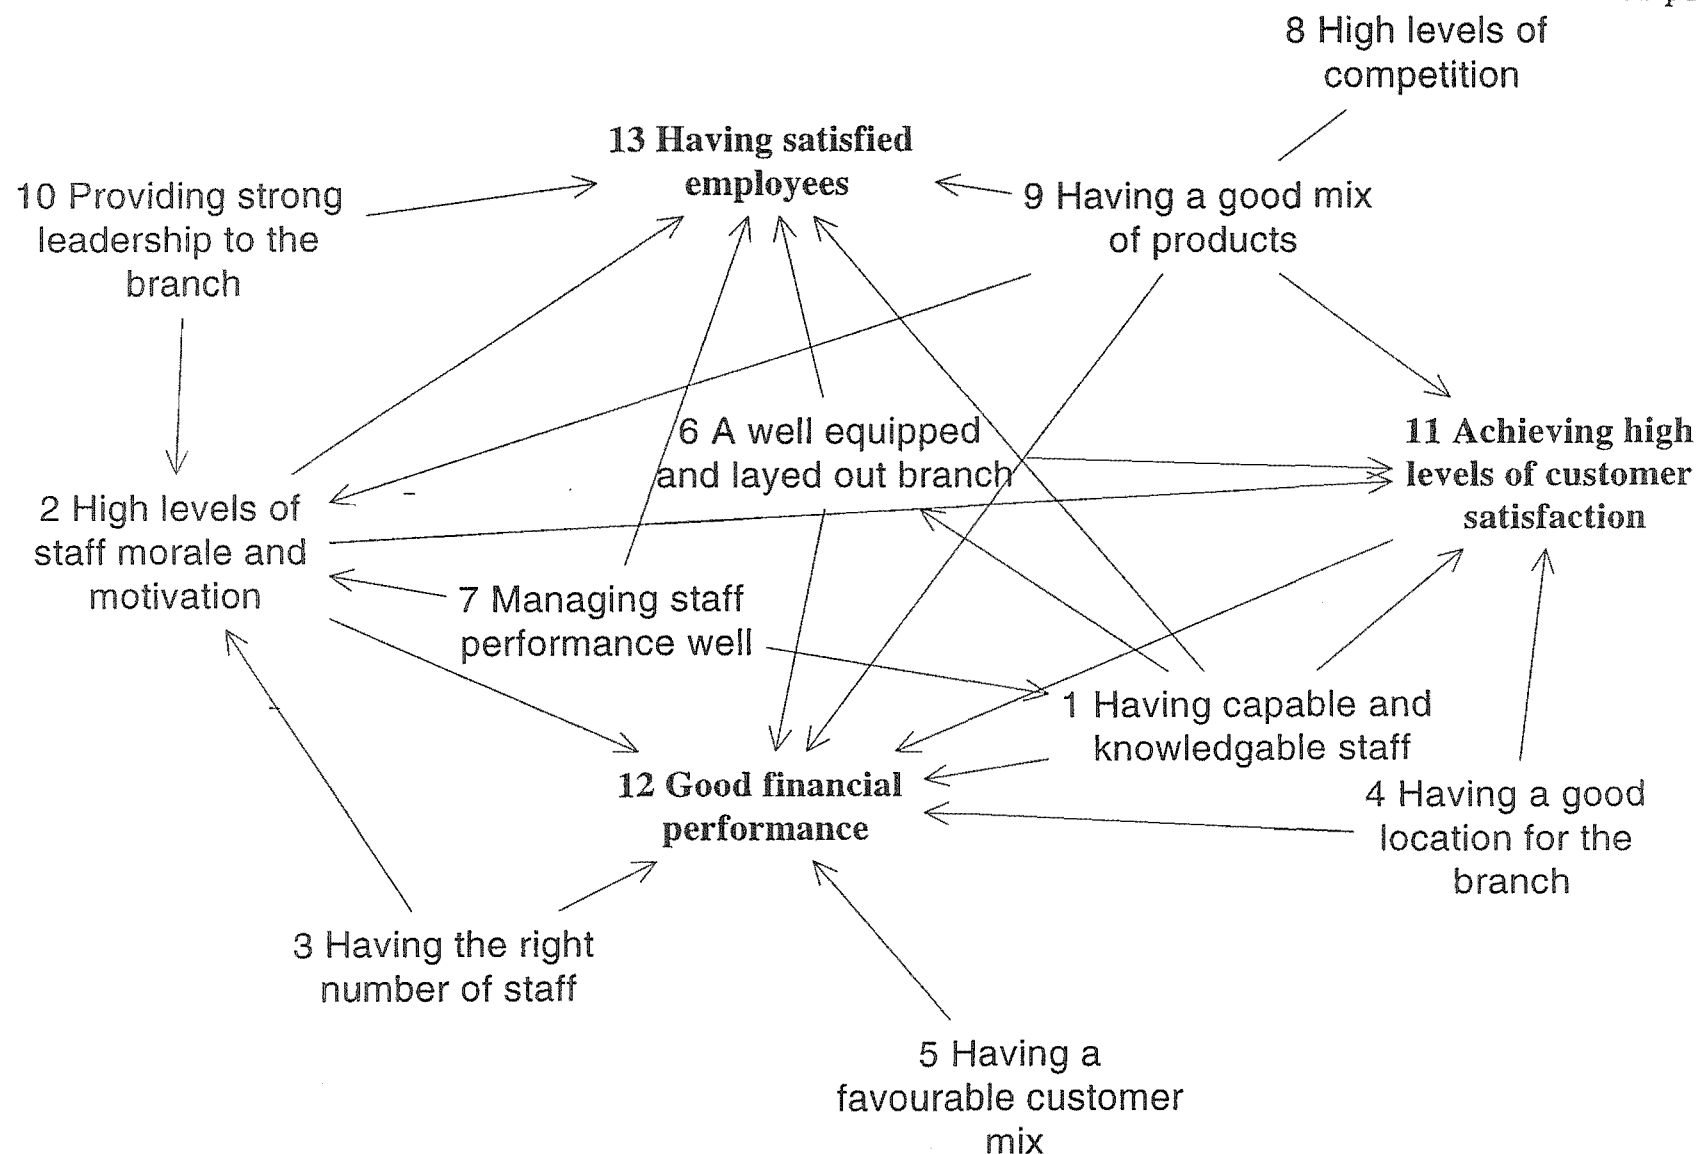 8 High levels of
competition
13 Having satisfied
employees
10 Providing strong
leadership to the
branch
9 Having a good mix
of products
6 A well equipped
and layed out branch
11 Achieving high
levels of customer
satisfaction
2 High levels of
staff morale and
motivation
7 Managing staff
performance well
1 Having capable and
knowledgable staff
12 Good financial
performance
4 Having a good
location for the
branch
3 Having the right
number of staff
5 Having a
favourable customer
mix